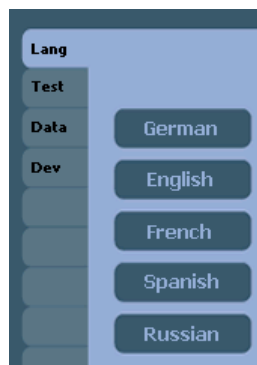 Lang
Test
Data
Dev
German
English
French
Spanish
Russian